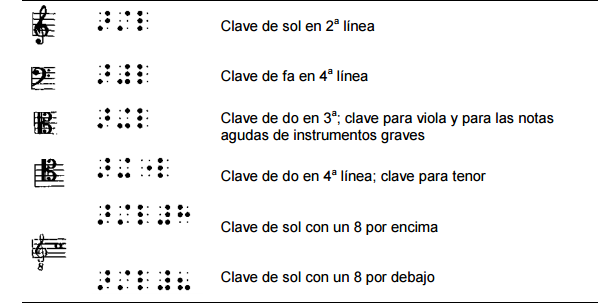 Clave de sol en 2ª línea
Clave de fa en 4ª línea
Clave de do en 3ª; clave para viola y para las notas
agudas de instrumentos graves
Clave de do en 4ª línea; clave para tenor
Clave de sol con un 8 por encima
8
Clave de sol con un 8 por debajo